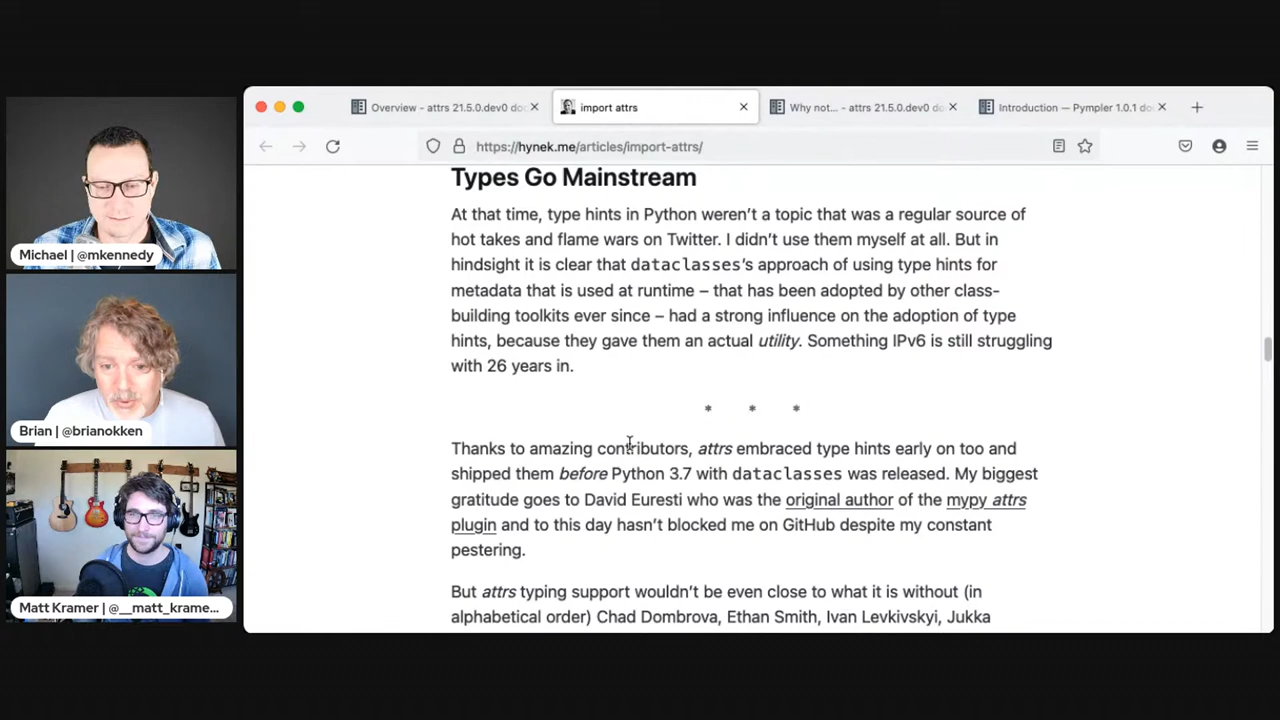 Michael | @mkennedy
Brian | @brianokken
Matt Kramer | @__matt_krame...
Overview - attrs 21.5.0.dev0 do
import attrs
Why not... - attrs 21.5.0.dev0 do
Introduction — Pympler 1.0.1 do
https://hynek.me/articles/import-attrs/
Types Go Mainstream
At that time, type hints in Python weren’t a topic that was a regular source of
hot takes and flame wars on Twitter. I didn’t use them myself at all. But in
hindsight it is clear that dataclasses’s approach of using type hints for
metadata that is used at runtime – that has been adopted by other class-
building toolkits ever since – had a strong influence on the adoption of type
hints, because they gave them an actual utility. Something IPv6 is still struggling
with 26 years in.
* * *
Thanks to amazing contributors, attrs embraced type hints early on too and
shipped them before Python 3.7 with dataclasses was released. My biggest
gratitude goes to David Euresti who was the original author of the mypy attrs
plugin and to this day hasn’t blocked me on GitHub despite my constant
pestering.
But attrs typing support wouldn’t be even close to what it is without (in
alphabetical order) Chad Dombrova, Ethan Smith, Ivan Levkivskyi, Jukka